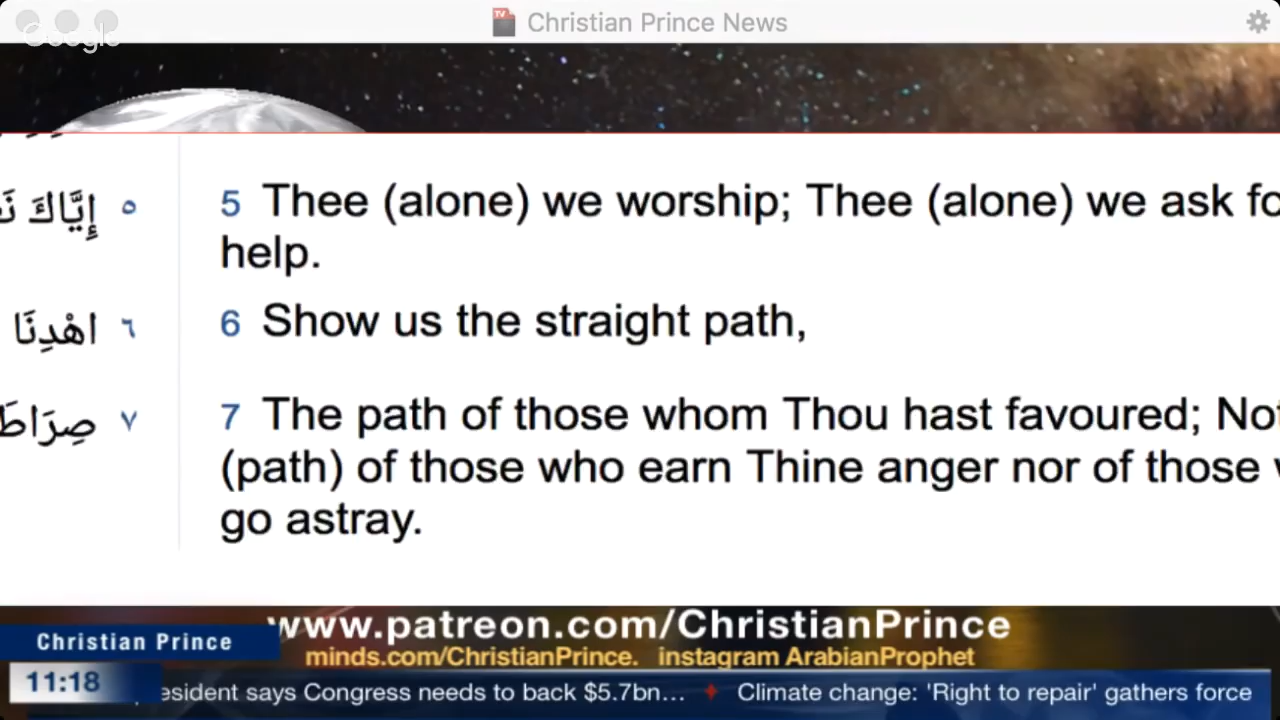 Christian Prince News
Google
إِيَّاكَ ٥
5 Thee (alone) we worship; Thee (alone) we ask fo
help.
اهْدِنَا ٦
6 Show us the straight path,
صِرَاطَ ٧
7 The path of those whom Thou hast favoured; Not
(path) of those who earn Thine anger nor of those
go astray.
www.patreon.com/ChristianPrince
Christian Prince
minds.com/ChristianPrince. instagram ArabianProphet
11:18
esident says Congress needs to back $5.7bn... Climate change: 'Right to repair' gathers force